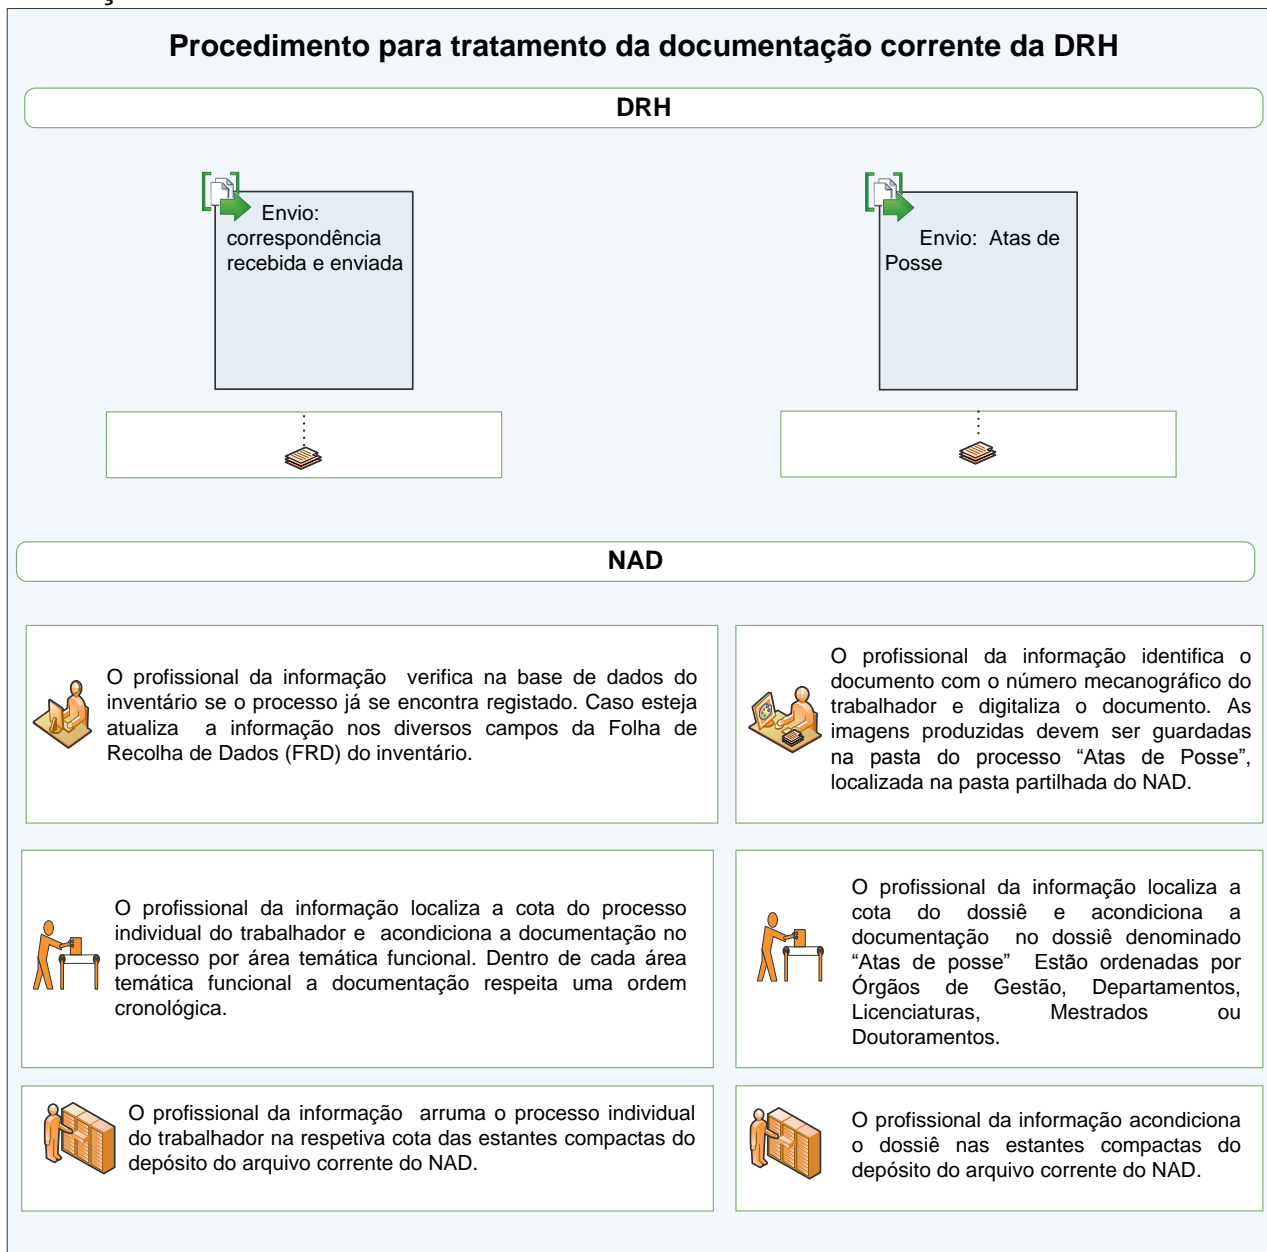 Procedimento para tratamento da documentação corrente da DRH
DRH
Envio:
correspondência
recebida e enviada
Envio: Atas de
Posse
NAD
O profissional da informação verifica na base de dados do
inventário se o processo já se encontra registado. Caso esteja
atualiza a informação nos diversos campos da Folha de
Recolha de Dados (FRD) do inventário.
O profissional da informação identifica o
documento com o número mecanográfico do
trabalhador e digitaliza o documento. As
imagens produzidas devem ser guardadas
na pasta do processo “Atas de Posse”,
localizada na pasta partilhada do NAD.
O profissional da informação localiza a cota do processo
individual do trabalhador e acondiciona a documentação no
processo por área temática funcional. Dentro de cada área
temática funcional a documentação respeita uma ordem
cronológica.
O profissional da informação localiza a
cota do dossiê e acondiciona a
documentação no dossiê denominado
“Atas de posse” Estão ordenadas por
Órgãos de Gestão, Departamentos,
Licenciaturas, Mestrados ou
Doutoramentos.
O profissional da informação arruma o processo individual
do trabalhador na respetiva cota das estantes compactas do
depósito do arquivo corrente do NAD.
O profissional da informação acondiciona
o dossiê nas estantes compactas do
depósito do arquivo corrente do NAD.